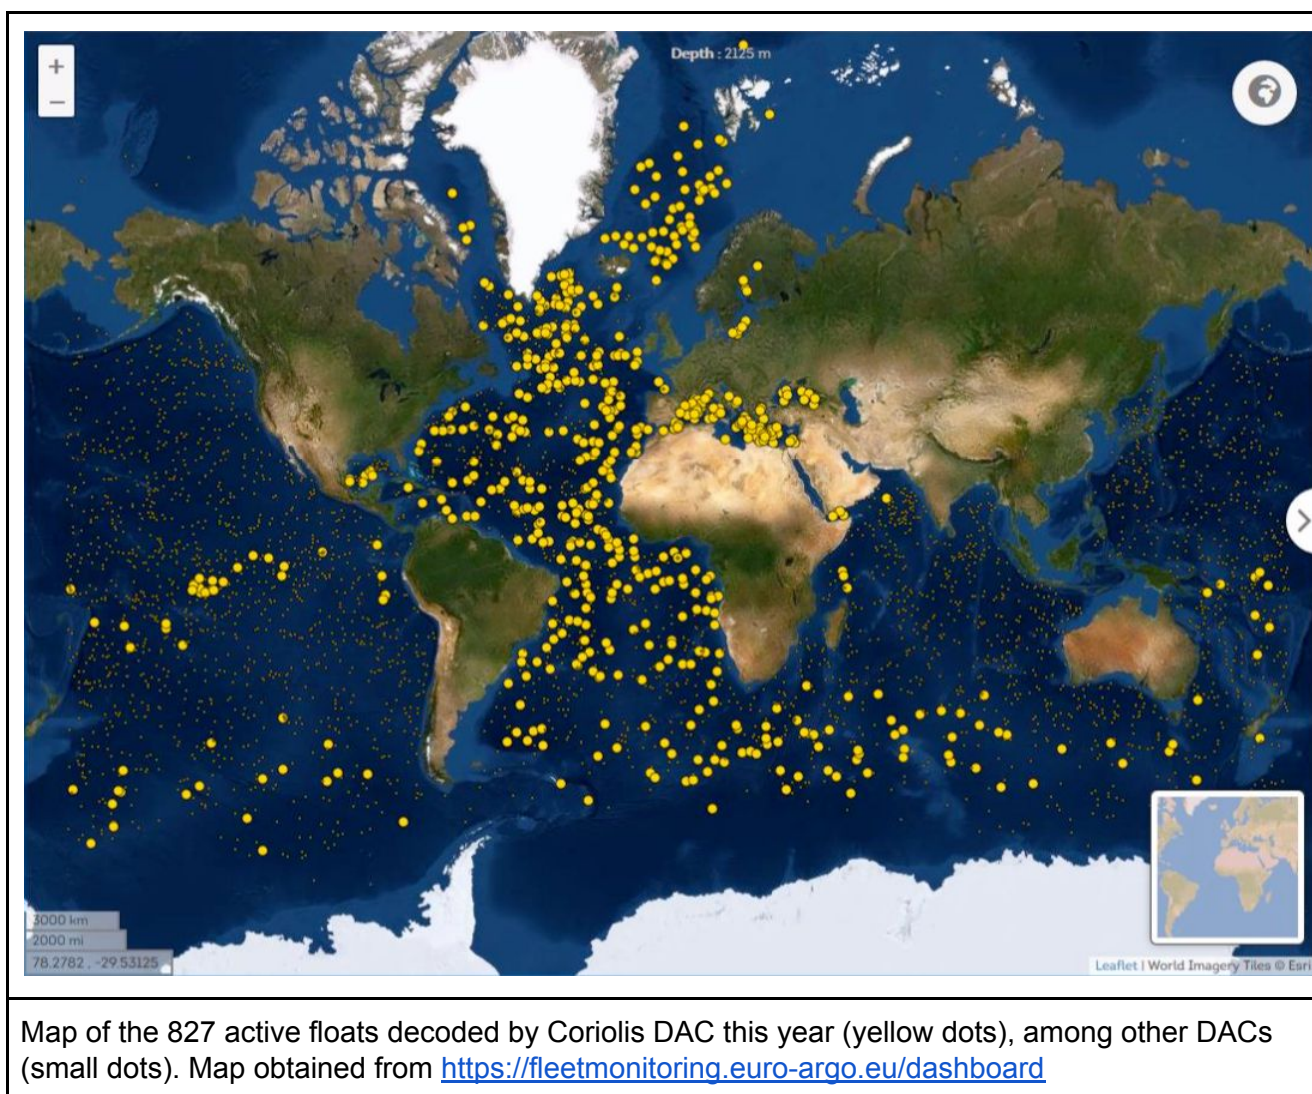 +
Depth : 2125 m
−
3000 km
2000 mi
78.2782 , -29.53125
Leaflet | World Imagery Tiles © Esri
Map of the 827 active floats decoded by Coriolis DAC this year (yellow dots), among other DACs
(small dots). Map obtained from https://fleetmonitoring.euro-argo.eu/dashboard